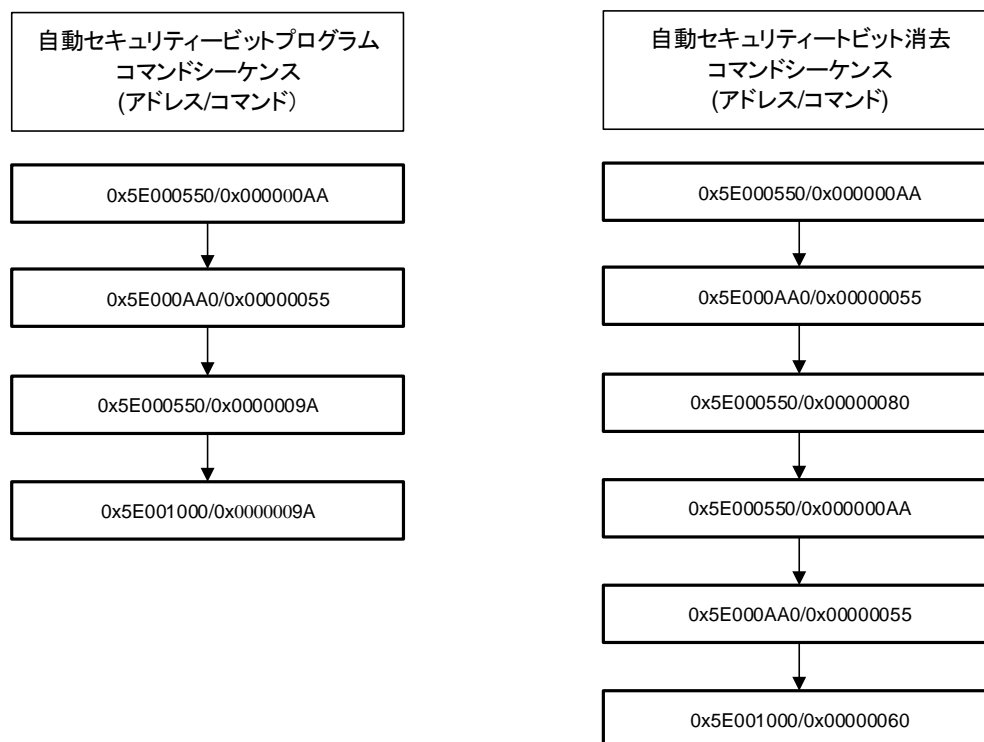 自動セキュリティービットプログラム
コマンドシーケンス
(アドレス/コマンド)
0x5E000550/0x000000AA
0x5E000AA0/0x00000055
0x5E000550/0x0000009A
0x5E001000/0x0000009A
自動セキュリティートビット消去
コマンドシーケンス
(アドレス/コマンド)
0x5E000550/0x000000AA
0x5E000AA0/0x00000055
0x5E000550/0x00000080
0x5E000550/0x000000AA
0x5E000AA0/0x00000055
0x5E001000/0x00000060